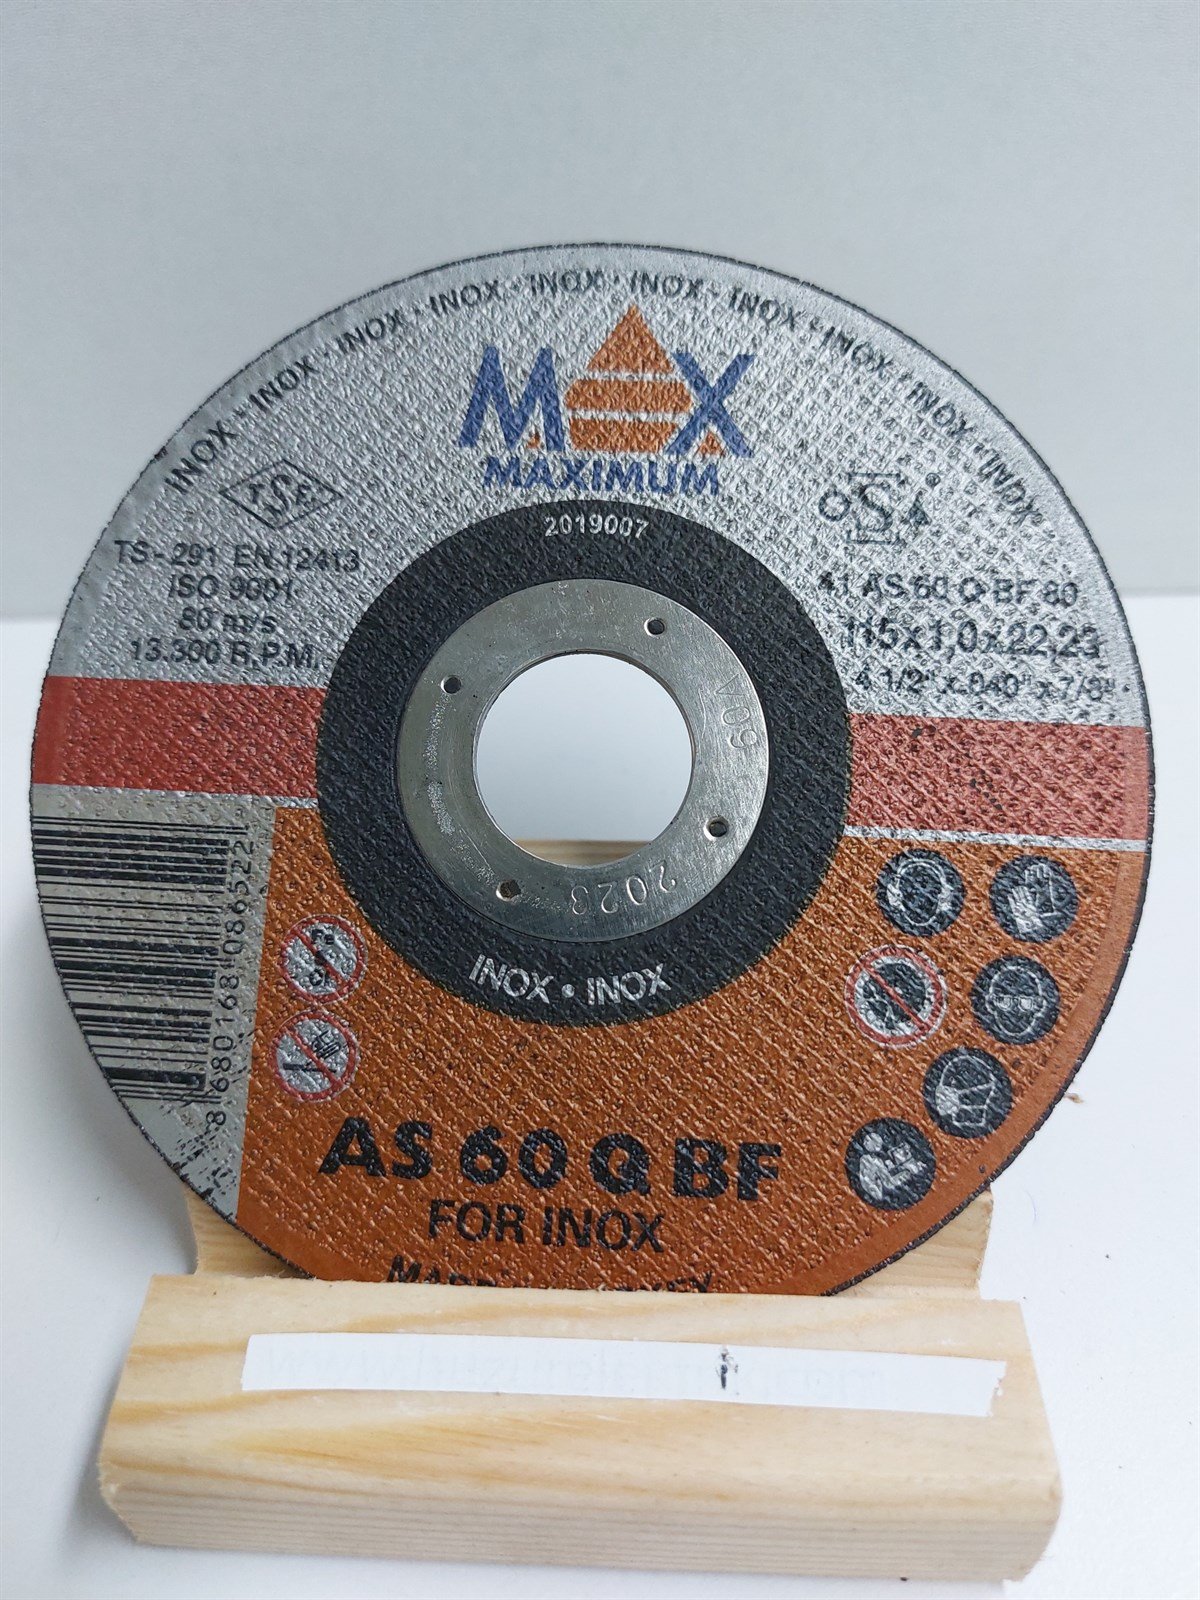 INOX · INOX · INOX · INOX · INOX · INOX · INOX · INOX · INOX · INOX
MAX
MAXIMUM
TSE
TS-291 EN 12413
ISO 9001
80 m/s
13.300 R.P.M.
oSa
41 AS 60 Q BF 80
115x1,0x22,23
4 1/2" x .040" x 7/8"
2019007
V09
2023
INOX • INOX
8680168086522
AS 60 Q BF
FOR INOX